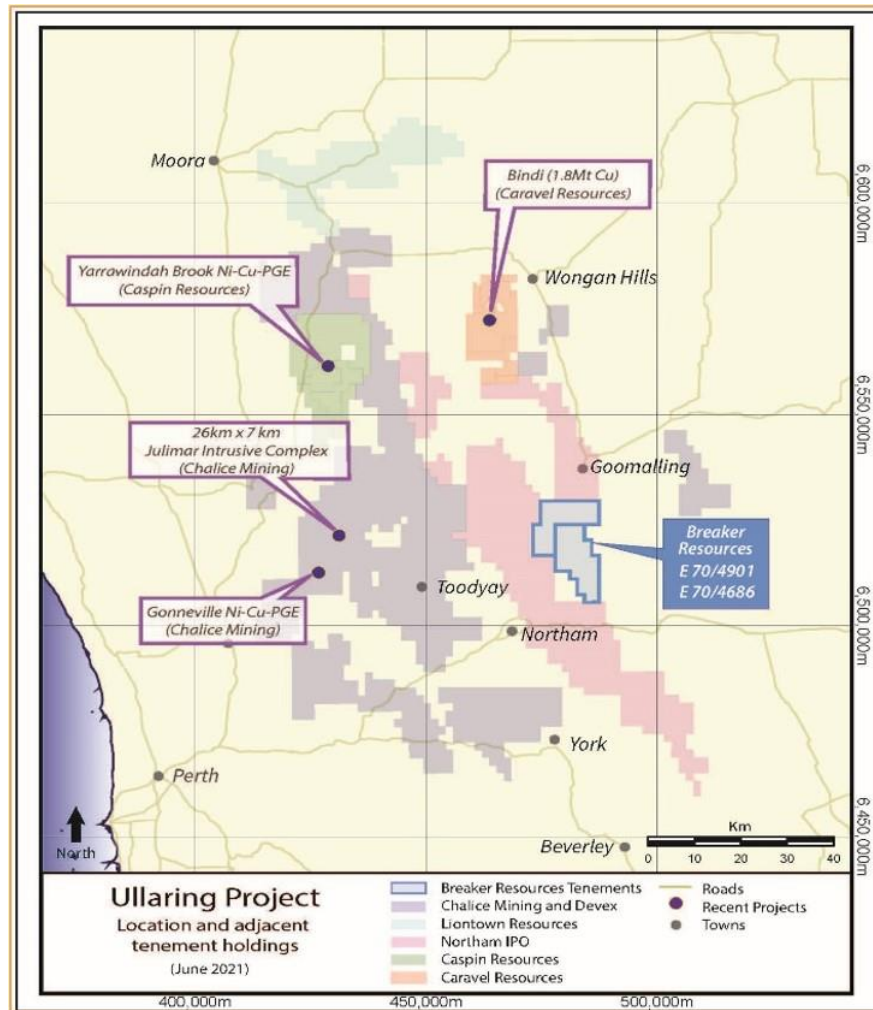 Moora
Bindi (1.8Mt Cu)
(Caravel Resources)
6,600,000m
Yarrawindah Brook Ni-Cu-PGE
(Caspin Resources)
Wongan Hills
6,550,000m
26km x 7 km
Julimar Intrusive Complex
(Chalice Mining)
Goomalling
Breaker
Resources
E 70/4901
E 70/4686
Toodyay
Gonneville Ni-Cu-PGE
(Chalice Mining)
6,500,000m
Northam
York
Perth
6,450,000m
North
Beverley
Km
0 10 20 30 40
Ullaring Project
Location and adjacent
tenement holdings
(June 2021)
Breaker Resources Tenements
Chalice Mining and Devex
Liontown Resources
Northam IPO
Caspin Resources
Caravel Resources
Roads
Recent Projects
Towns
400,000m 450,000m 500,000m